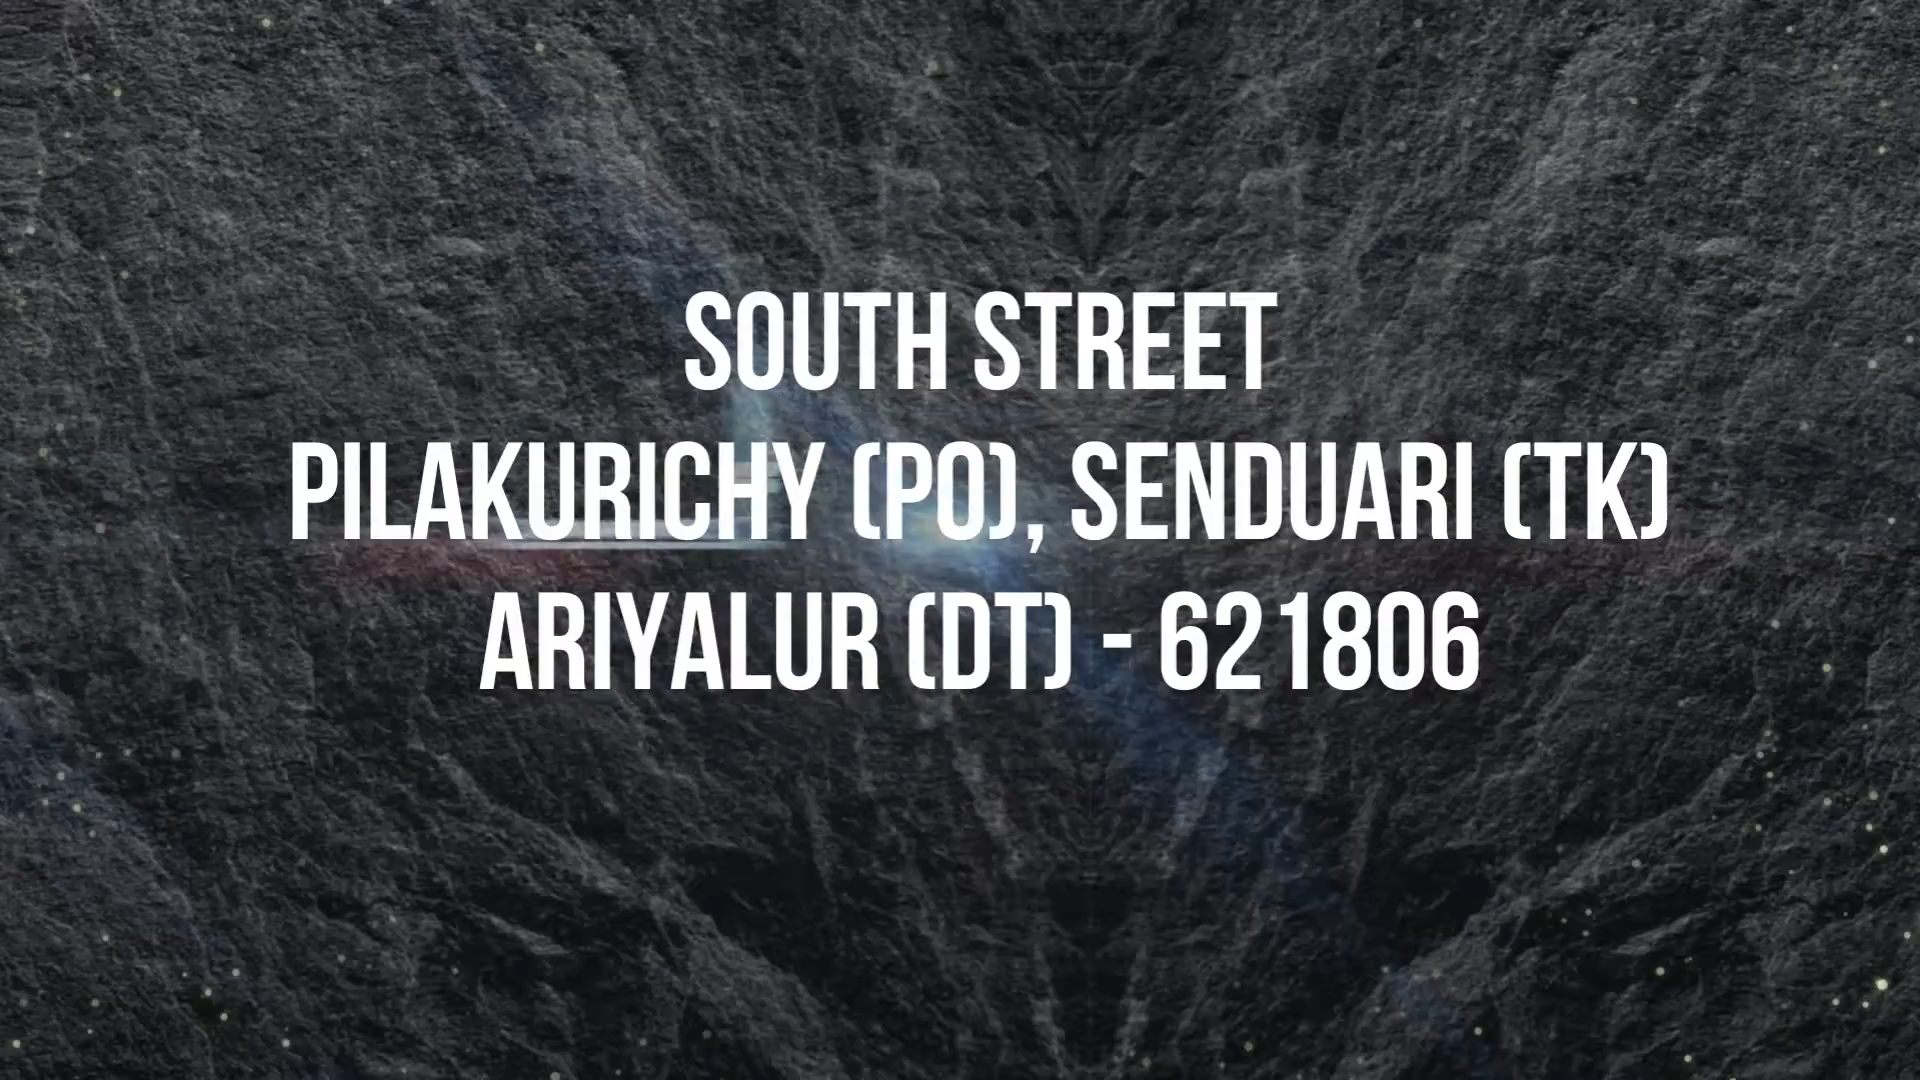 SOUTH STREET
PILAKURICHY (PO), SENDUARI (TK)
ARIYALUR (DT) - 621806